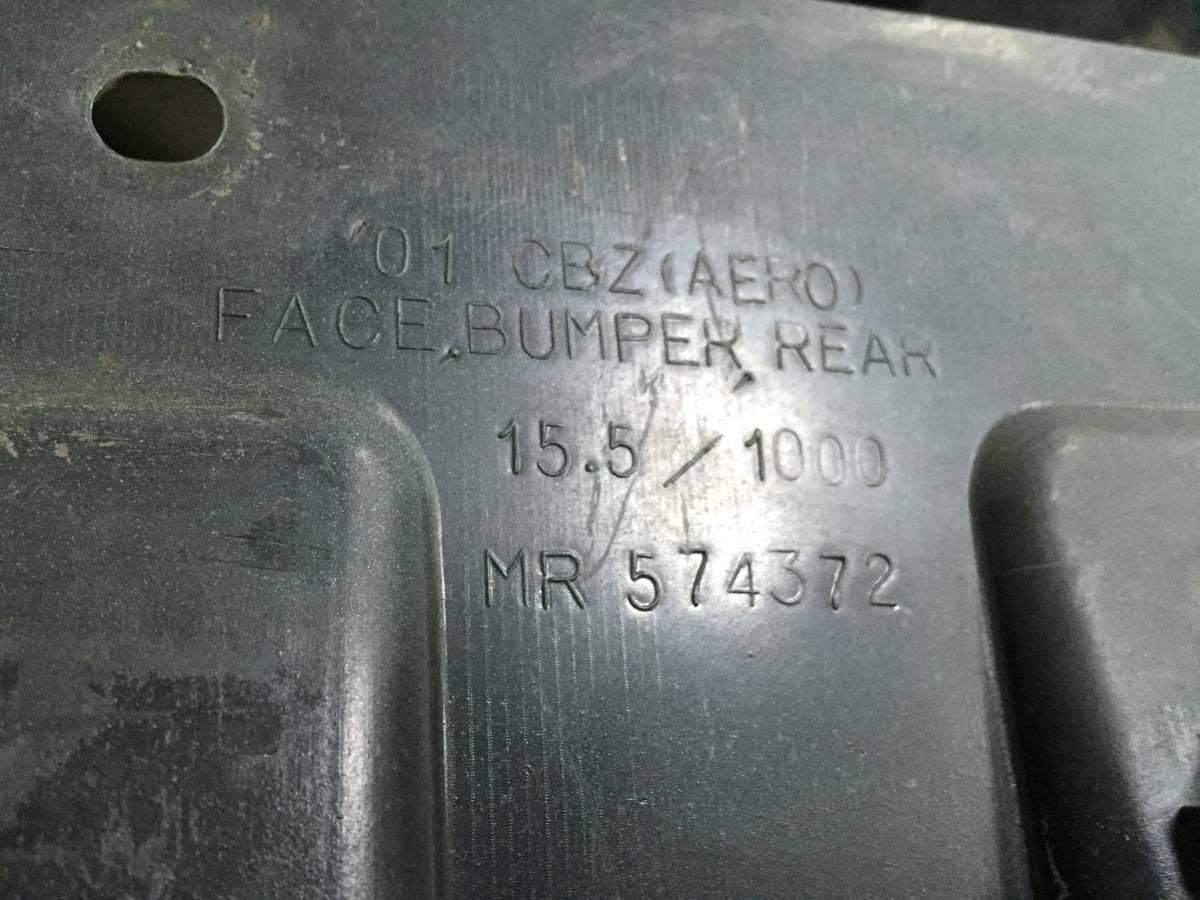 '01 CBZ(AERO)
FACE,BUMPER,REAR
15.5/1000
MR 574372